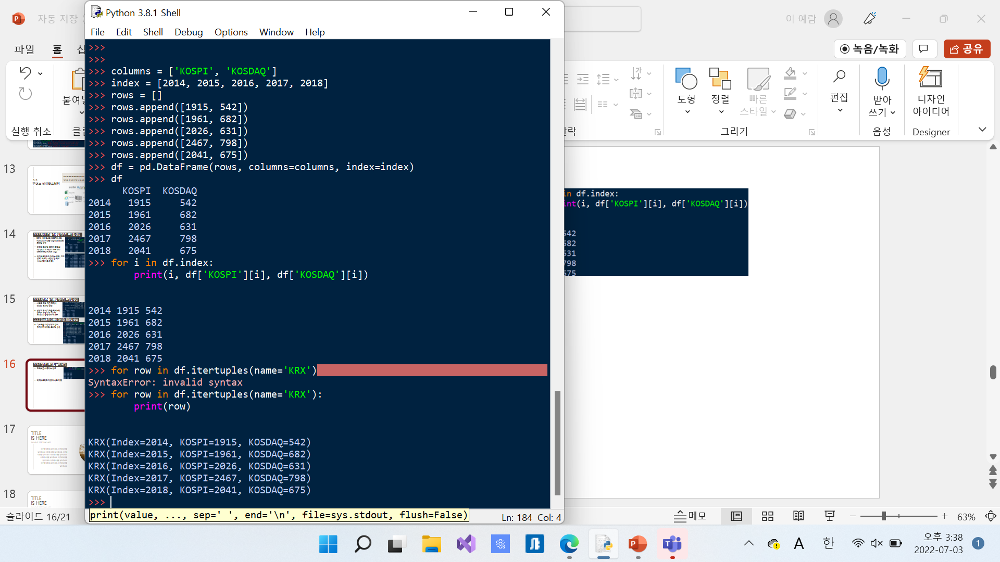 자동 저장
Python 3.8.1 Shell
이 예람
File Edit Shell Debug Options Window Help
파일 홈
녹음/녹화
공유
실행 취소
도형
정렬
빠른
스타일
편집
받아
쓰기
디자인
아이디어
그리기
음성
Designer
>>>
>>>
>>> columns = ['KOSPI', 'KOSDAQ']
>>> index = [2014, 2015, 2016, 2017, 2018]
>>> rows = []
>>> rows.append([1915, 542])
>>> rows.append([1961, 682])
>>> rows.append([2026, 631])
>>> rows.append([2467, 798])
>>> rows.append([2041, 675])
>>> df = pd.DataFrame(rows, columns=columns, index=index)
>>> df
KOSPI KOSDAQ
2014 1915 542
2015 1961 682
2016 2026 631
2017 2467 798
2018 2041 675
>>> for i in df.index:
print(i, df['KOSPI'][i], df['KOSDAQ'][i])
2014 1915 542
2015 1961 682
2016 2026 631
2017 2467 798
2018 2041 675
>>> for row in df.itertuples(name='KRX')
SyntaxError: invalid syntax
>>> for row in df.itertuples(name='KRX'):
print(row)
KRX(Index=2014, KOSPI=1915, KOSDAQ=542)
KRX(Index=2015, KOSPI=1961, KOSDAQ=682)
KRX(Index=2016, KOSPI=2026, KOSDAQ=631)
KRX(Index=2017, KOSPI=2467, KOSDAQ=798)
KRX(Index=2018, KOSPI=2041, KOSDAQ=675)
>>>
print(value, ..., sep=' ', end='\n', file=sys.stdout, flush=False)
Ln: 184 Col: 4
in df.index:
int(i, df['KOSPI'][i], df['KOSDAQ'][i])
542
682
631
798
675
13
14
15
16
17
TITLE
IS HERE
18
TITLE
IS HERE
슬라이드 16/21
메모
63%
A
한
오후 3:38
2022-07-03
1